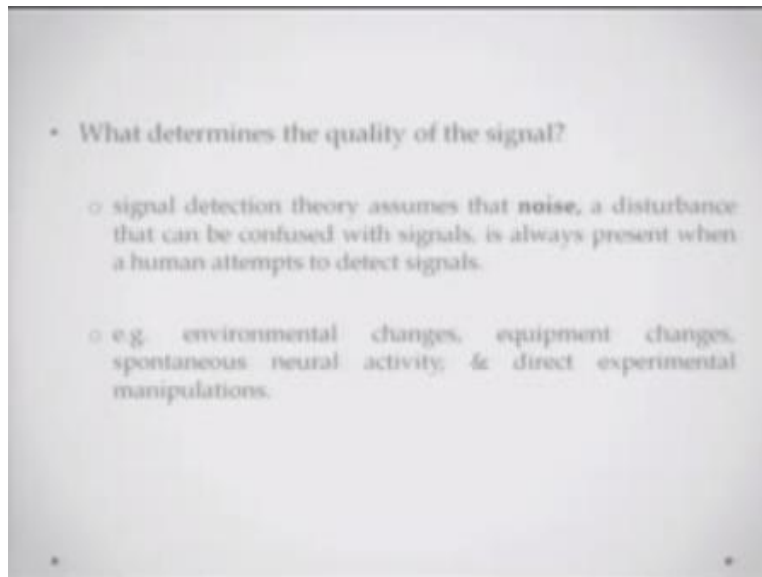 • What determines the quality of the signal?
o signal detection theory assumes that noise, a disturbance
that can be confused with signals, is always present when
a human attempts to detect signals.
o e.g. environmental changes, equipment changes,
spontaneous neural activity, & direct experimental
manipulations.